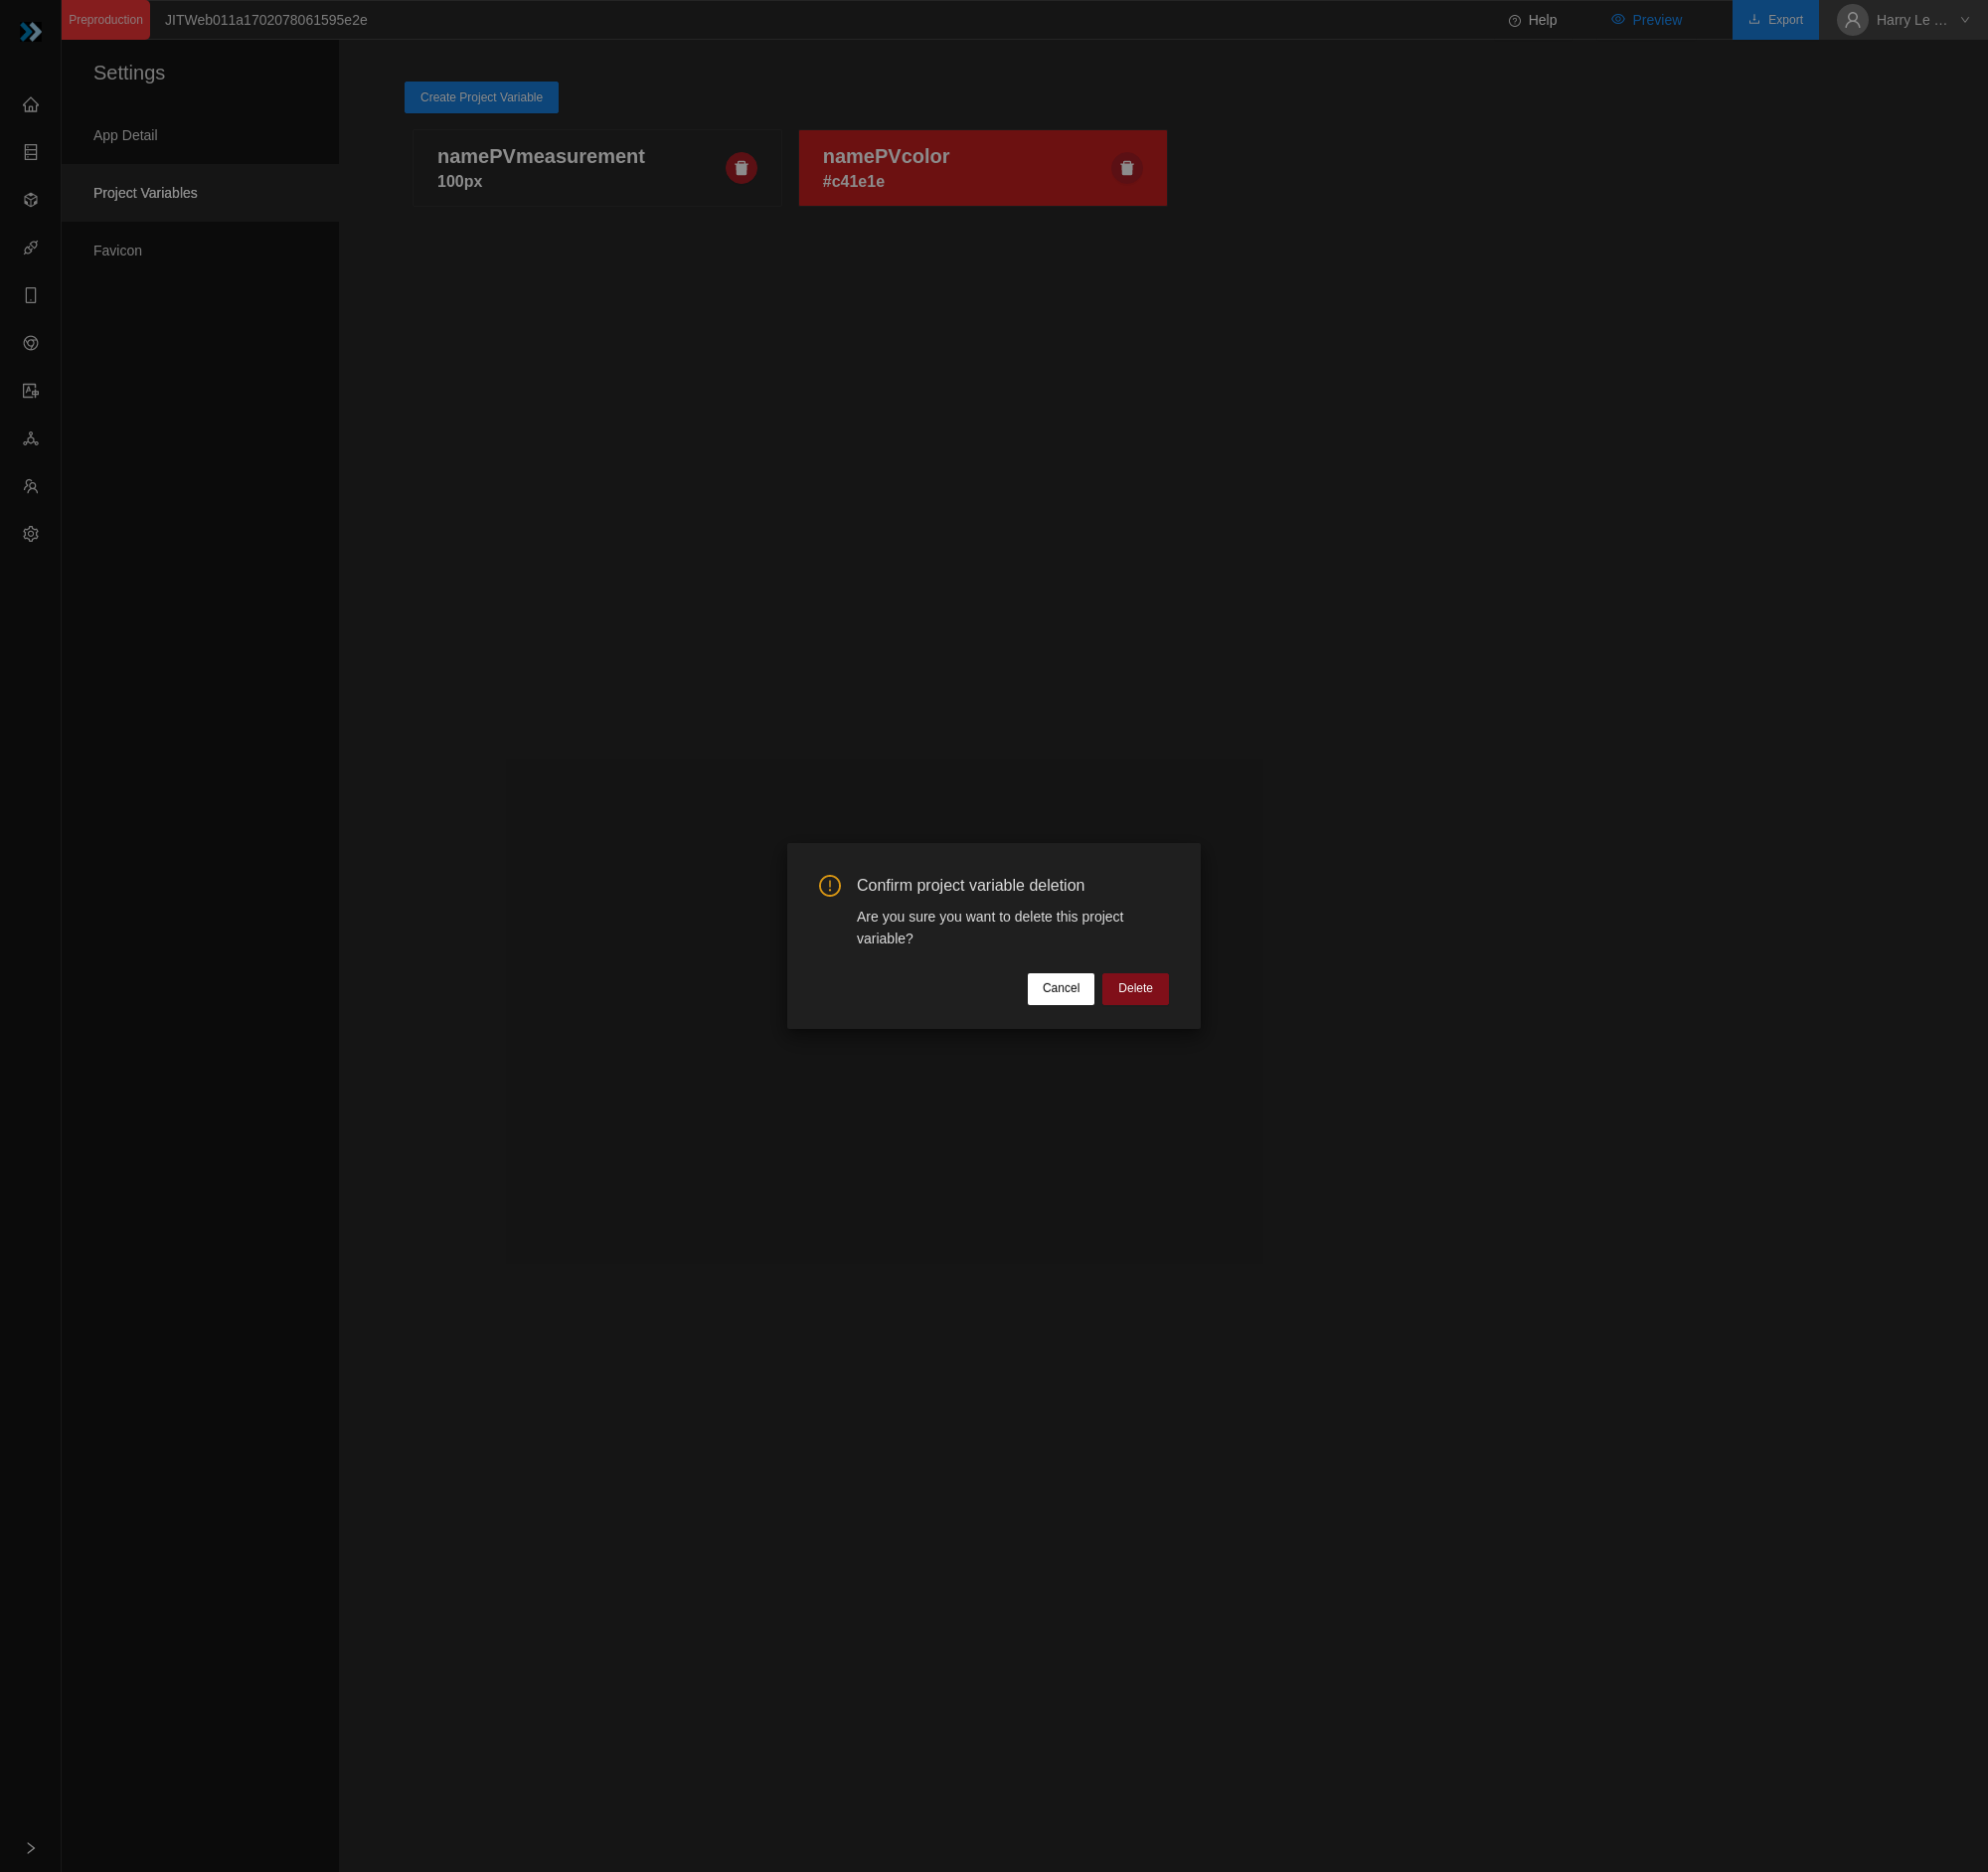 Preproduction
JITWeb011a1702078061595e2e
Help
Preview
Export
Harry Le ...
Settings
App Detail
Project Variables
Favicon
Create Project Variable
namePVmeasurement
100px
namePVcolor
#c41e1e
Confirm project variable deletion
Are you sure you want to delete this project
variable?
Cancel
Delete